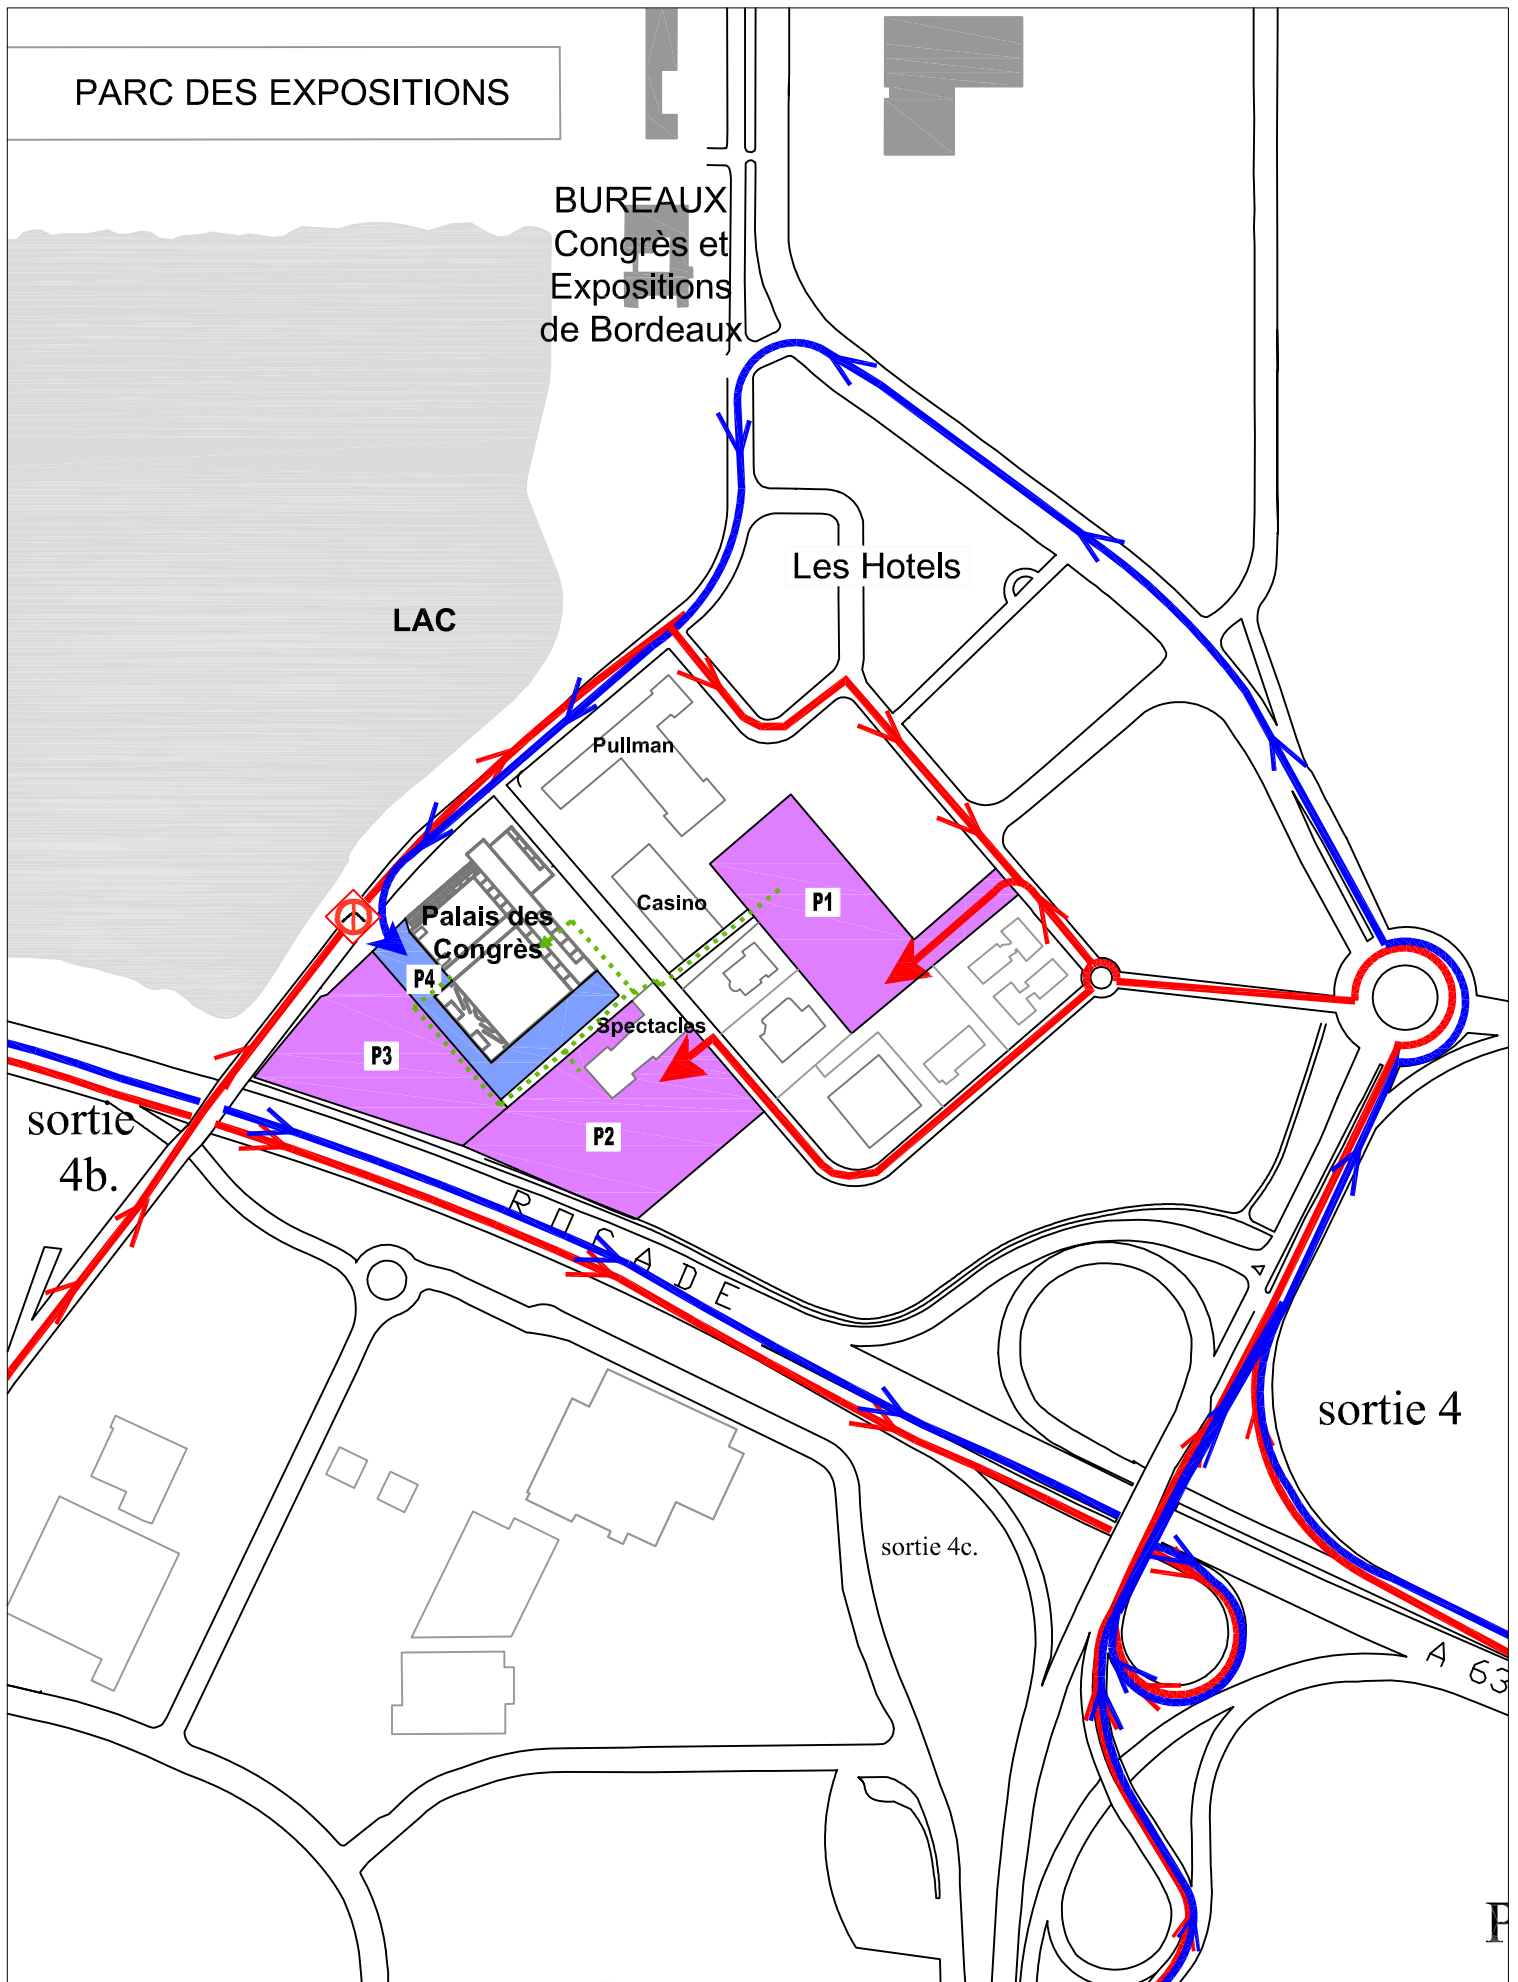 PARC DES EXPOSITIONS
BUREAUX
Congrès et
Expositions
de Bordeaux
Les Hotels
LAC
Pullman
Casino
P1
Palais des
Congrès
P4
Spectacles
P3
P2
sortie
4b.
ROCADE
sortie 4
sortie 4c.
A 63
P